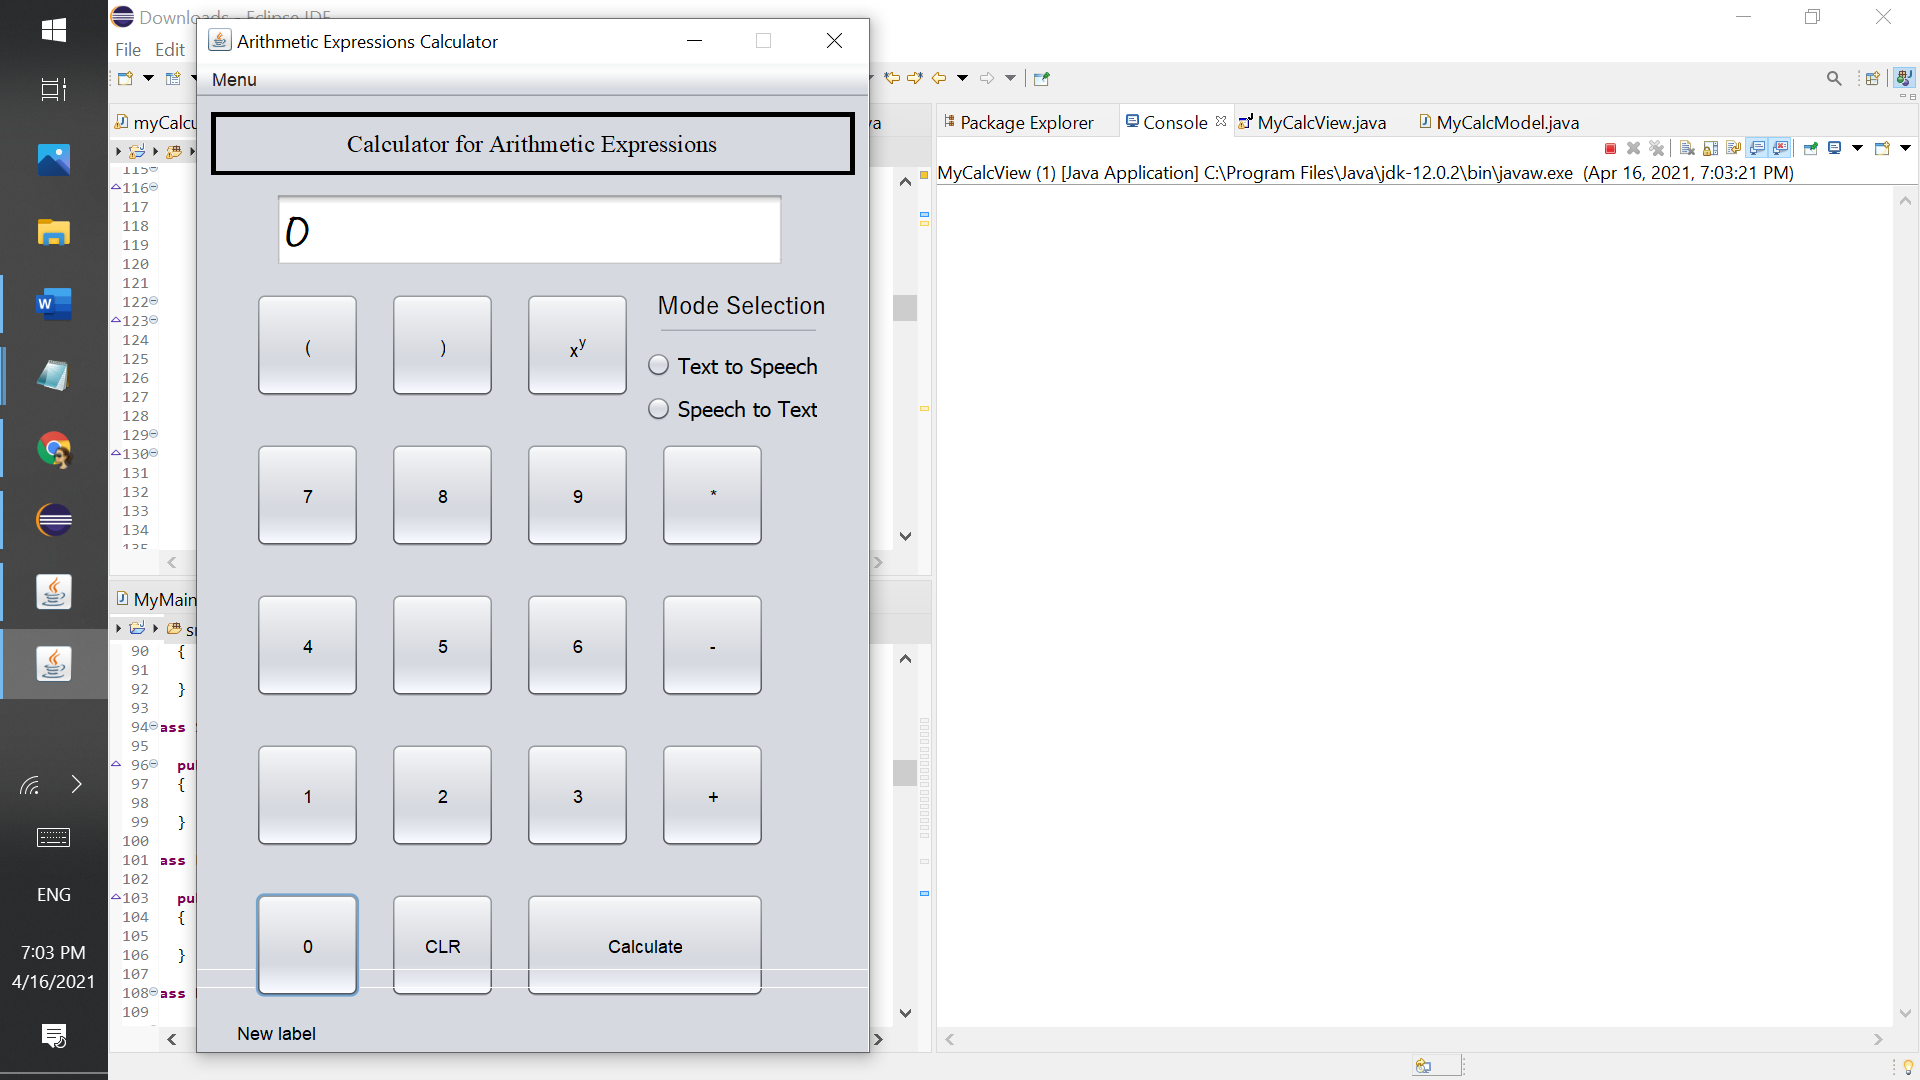 Downloads - Eclipse IDE
File Edit
Arithmetic Expressions Calculator
Menu
Calculator for Arithmetic Expressions
0
( ) xy
Mode Selection
Text to Speech
Speech to Text
7 8 9 *
4 5 6 -
1 2 3 +
0 CLR Calculate
New label
myCalcu
115
116
117
118
119
120
121
122
123
124
125
126
127
128
129
130
131
132
133
134
135
MyMain
90 {
91
92 }
93
94 ass
95
96 pu
97 {
98
99 }
100
101 ass
102
103 pu
104 {
105
106 }
107
108 ass
109
Package Explorer Console MyCalcView.java MyCalcModel.java
MyCalcView (1) [Java Application] C:\Program Files\Java\jdk-12.0.2\bin\javaw.exe (Apr 16, 2021, 7:03:21 PM)
ENG
7:03 PM
4/16/2021